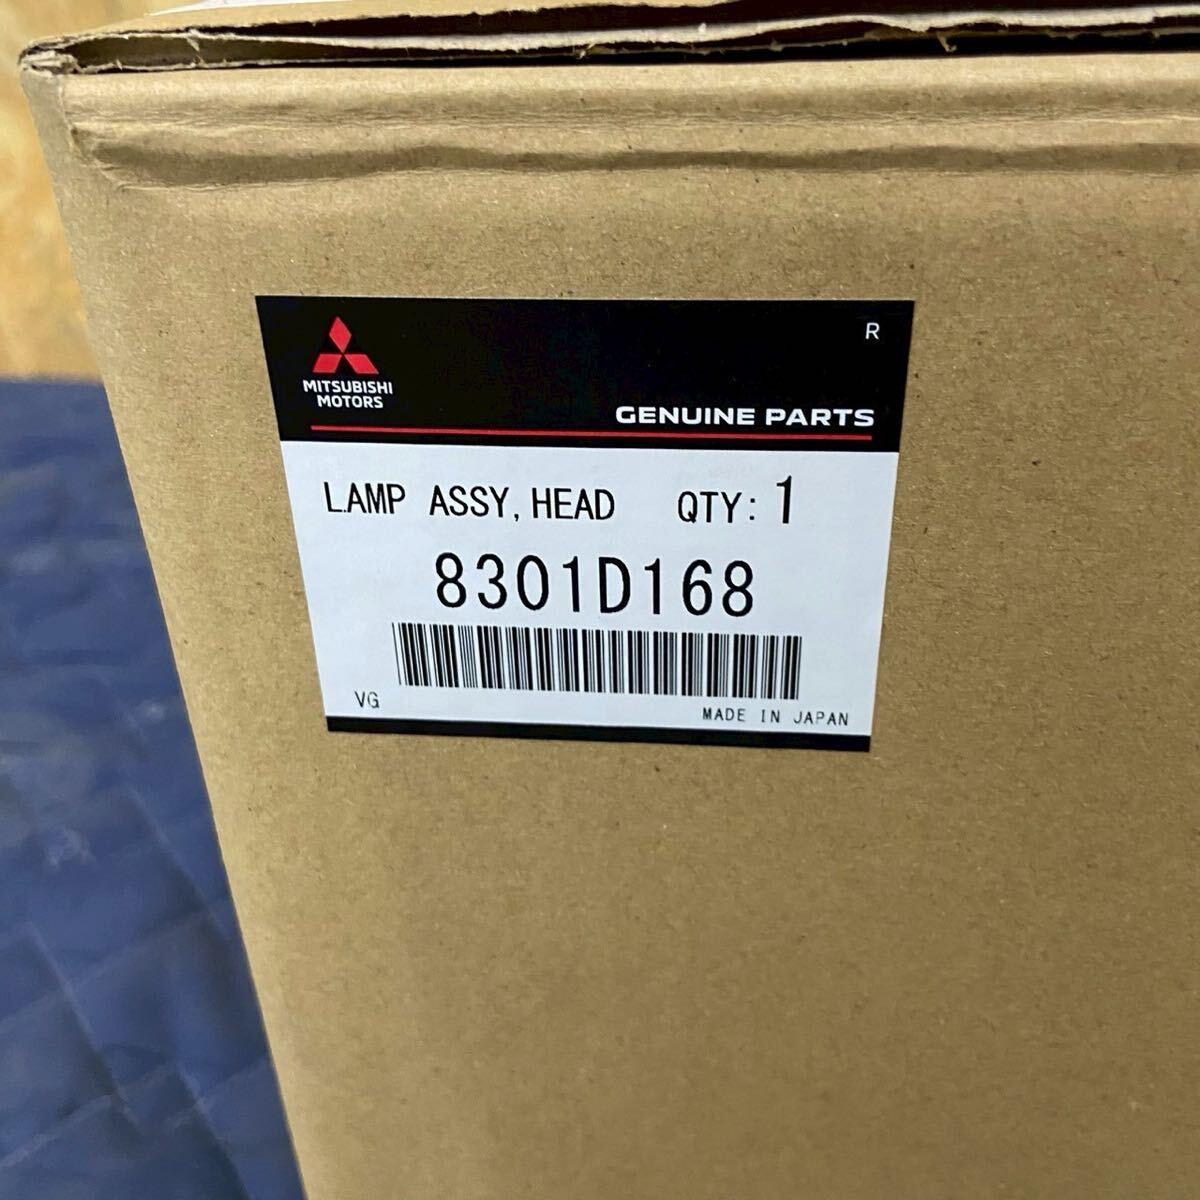 R
MITSUBISHI
MOTORS
GENUINE PARTS
LAMP ASSY, HEAD QTY: 1
8301D168
VG
MADE IN JAPAN